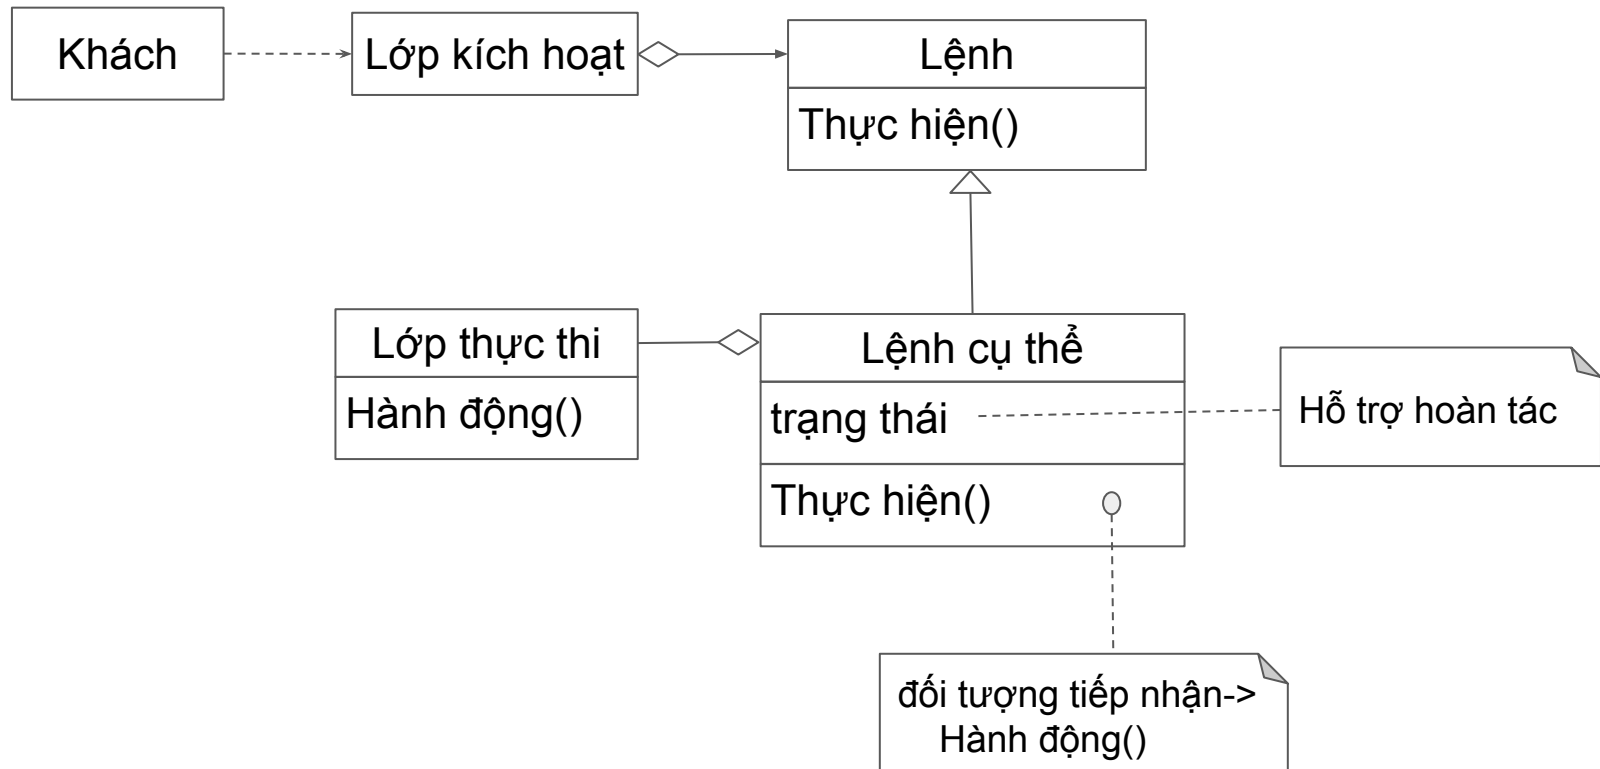 Khách
Lớp kích hoạt
Lệnh
Thực hiện()
Lớp thực thi
Hành động()
Lệnh cụ thể
trạng thái
Thực hiện()
Hỗ trợ hoàn tác
đối tượng tiếp nhận->
Hành động()